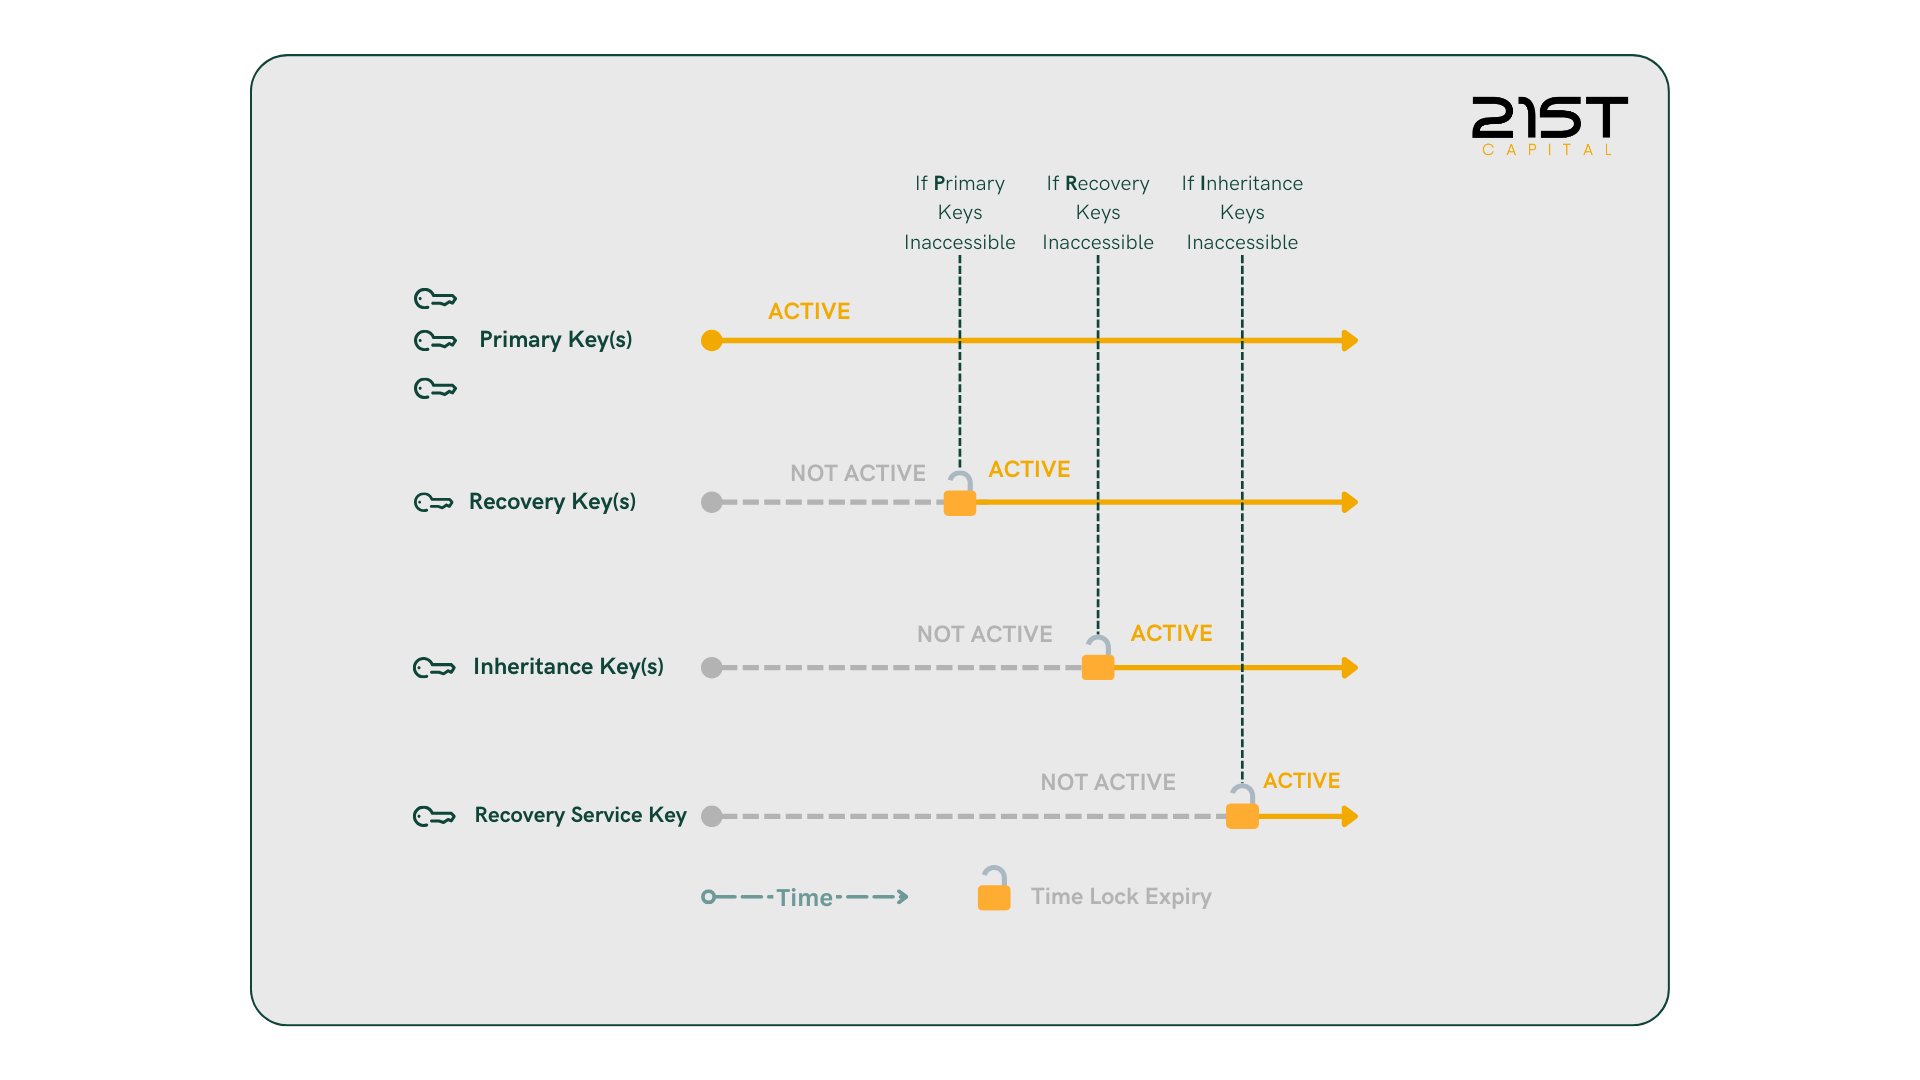 21ST
CAPITAL
If Primary
Keys
Inaccessible
If Recovery
Keys
Inaccessible
If Inheritance
Keys
Inaccessible
ACTIVE
Primary Key(s)
NOT ACTIVE
ACTIVE
Recovery Key(s)
NOT ACTIVE
ACTIVE
Inheritance Key(s)
NOT ACTIVE
ACTIVE
Recovery Service Key
Time
Time Lock Expiry